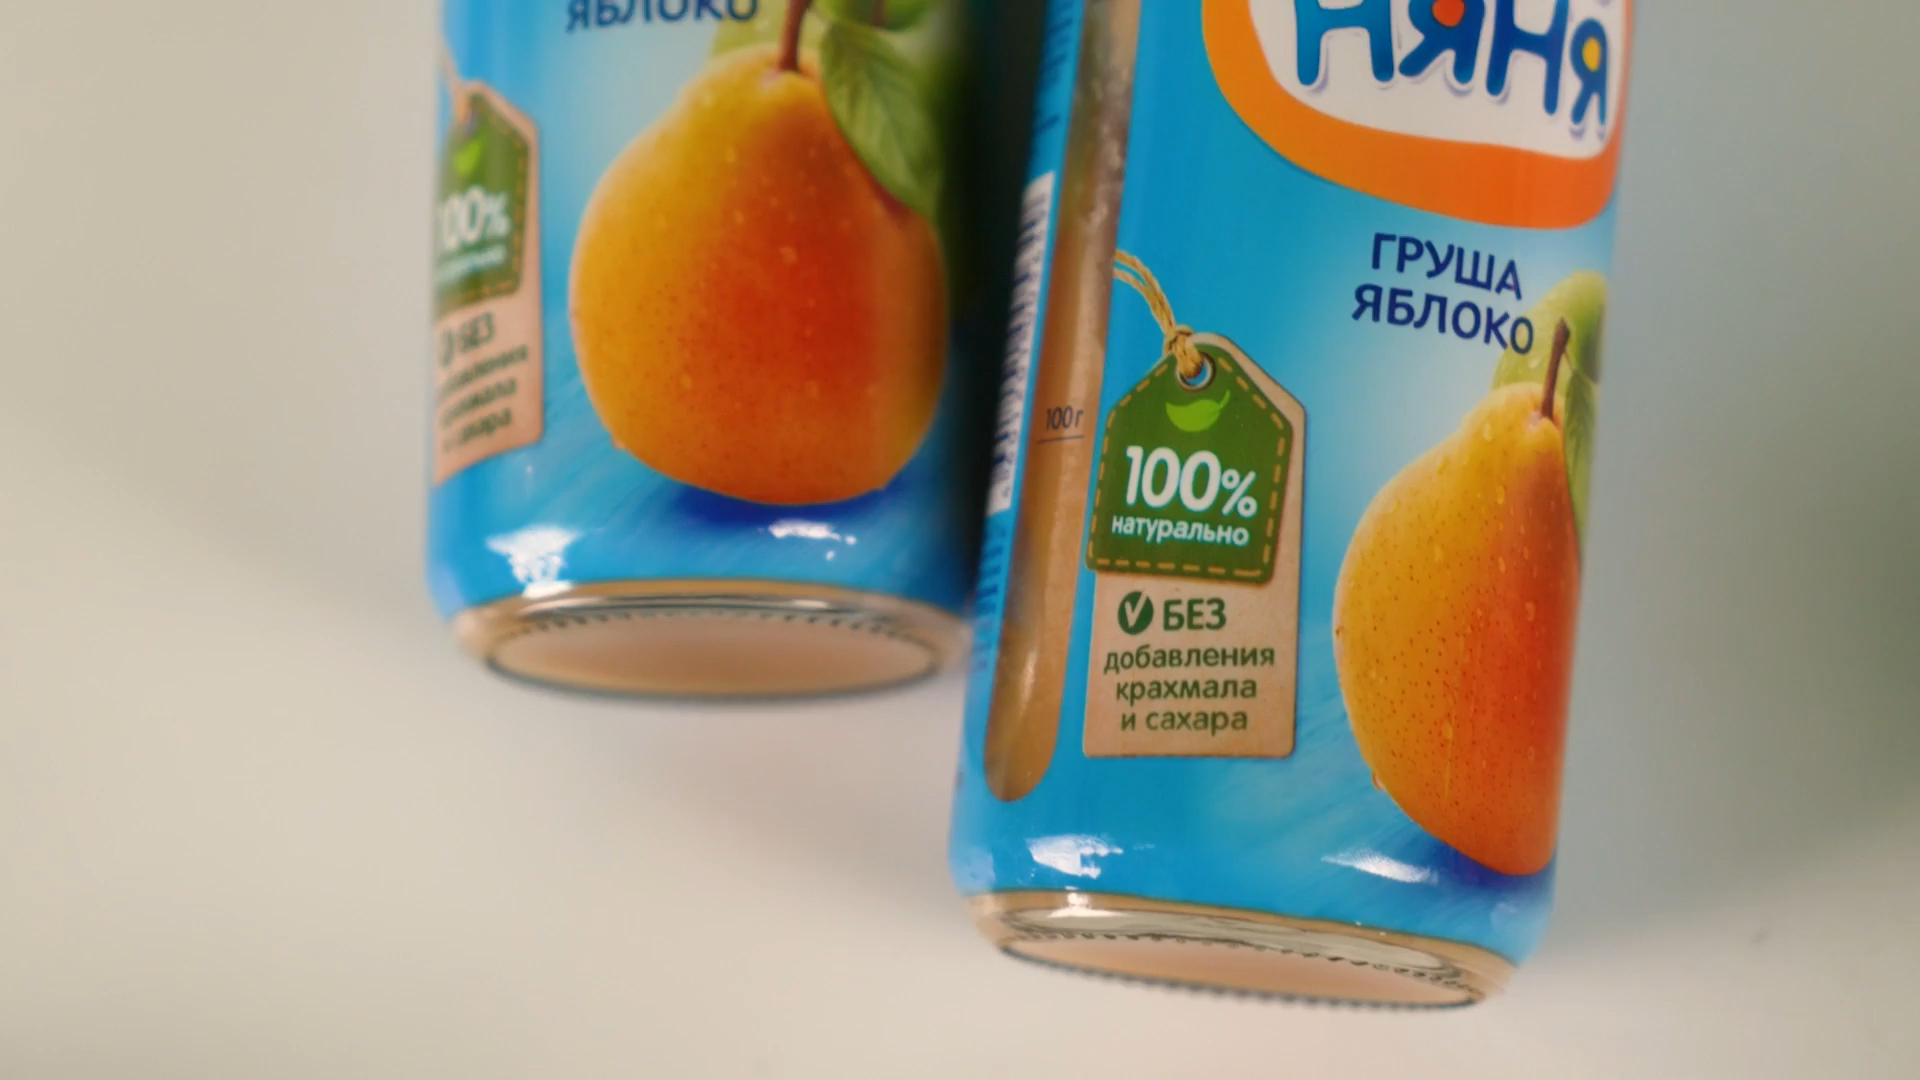 ЯБЛОКО
100%
БЕЗ
няня
ГРУША
ЯБЛОКО
100г
100%
натурально
БЕЗ
добавления
крахмала
и сахара